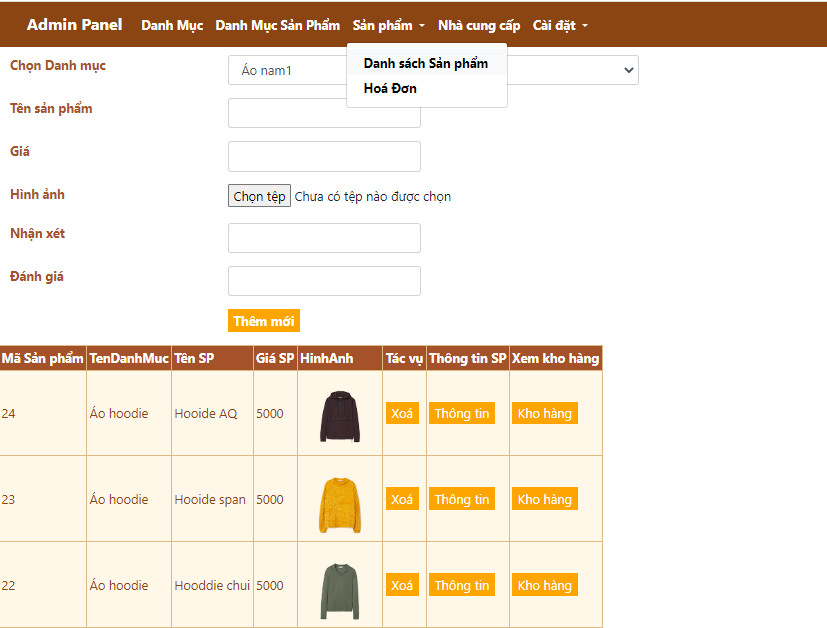 Admin Panel Danh Mục Danh Mục Sản Phẩm Sản phẩm Nhà cung cấp Cài đặt
Danh sách Sản phẩm
Hoá Đơn
Chọn Danh mục Áo nam1
Tên sản phẩm
Giá
Hình ảnh Chọn tệp Chưa có tệp nào được chọn
Nhận xét
Đánh giá
Thêm mới
Mã Sản phẩm TenDanhMuc Tên SP Giá SP HinhAnh Tác vụ Thông tin SP Xem kho hàng
24 Áo hoodie Hooide AQ 5000 Xoá Thông tin Kho hàng
23 Áo hoodie Hooide span 5000 Xoá Thông tin Kho hàng
22 Áo hoodie Hooddie chui 5000 Xoá Thông tin Kho hàng